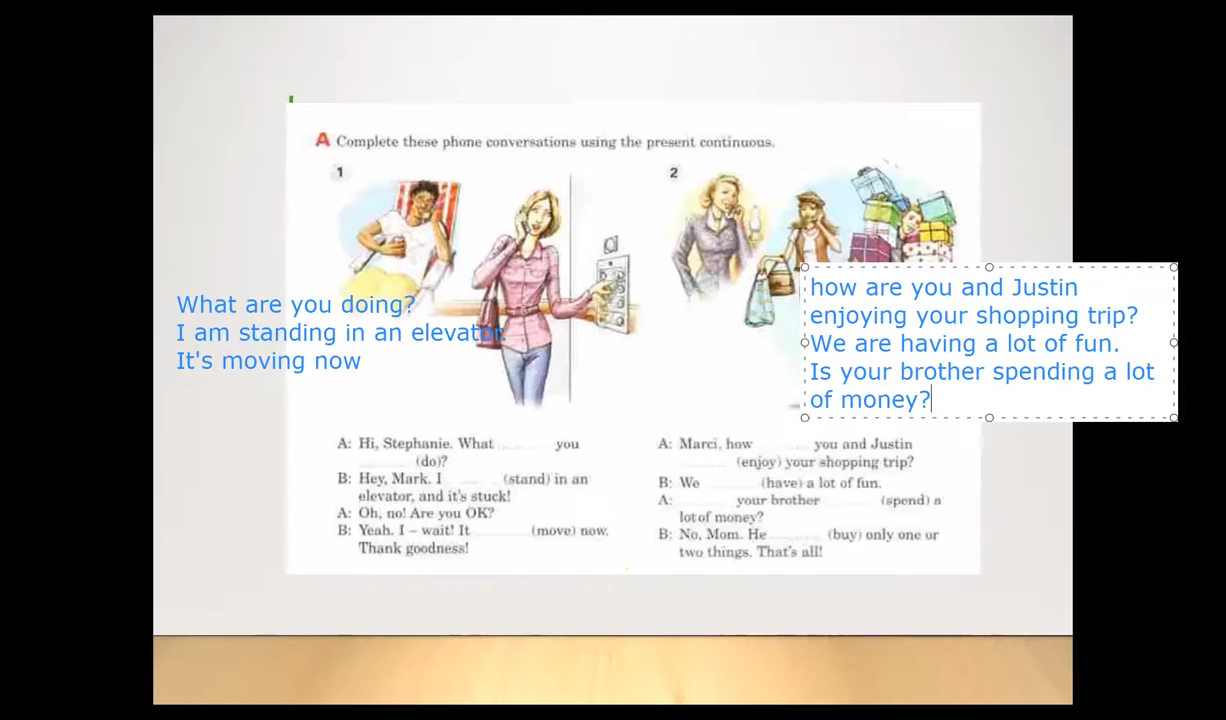 A Complete these phone conversations using the present continuous.
1
2
What are you doing?
I am standing in an elevator.
It's moving now
how are you and Justin
enjoying your shopping trip?
We are having a lot of fun.
Is your brother spending a lot
of money?
A: Hi, Stephanie. What ........ you
........ (do)?
B: Hey, Mark. I ........ (stand) in an
elevator, and it's stuck!
A: Oh, no! Are you OK?
B: Yeah. I – wait! It ........ (move) now.
Thank goodness!
A: Marci, how ........ you and Justin
........ (enjoy) your shopping trip?
B: We ........ (have) a lot of fun.
A: ........ your brother ........ (spend) a
lot of money?
B: No, Mom. He ........ (buy) only one or
two things. That's all!